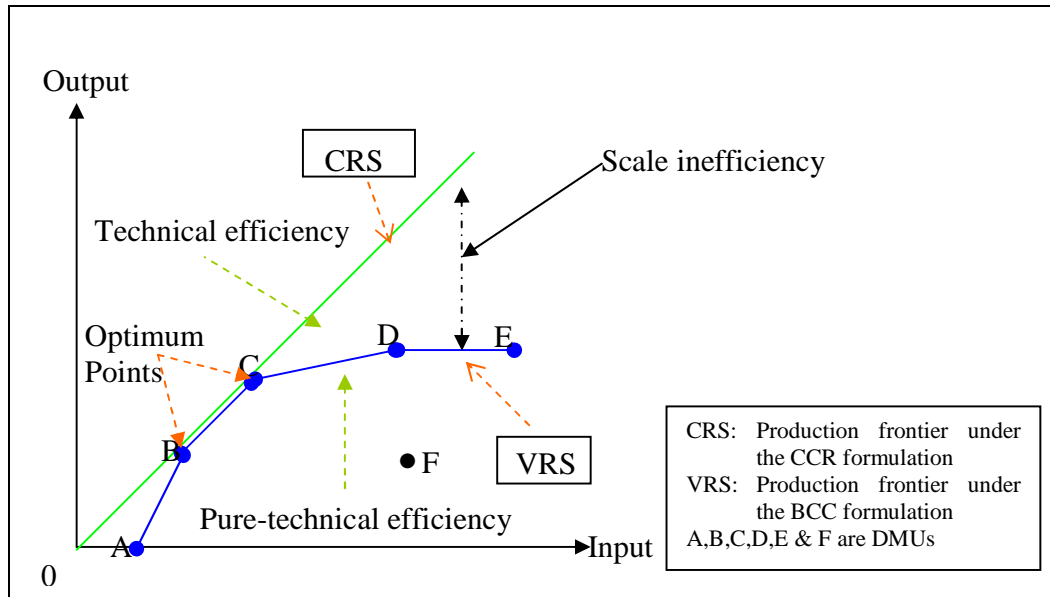 Output
CRS
Scale inefficiency
Technical efficiency
Optimum
Points
D
E
C
B
F
VRS
Pure-technical efficiency
A
Input
0
CRS: Production frontier under
the CCR formulation
VRS: Production frontier under
the BCC formulation
A,B,C,D,E & F are DMUs